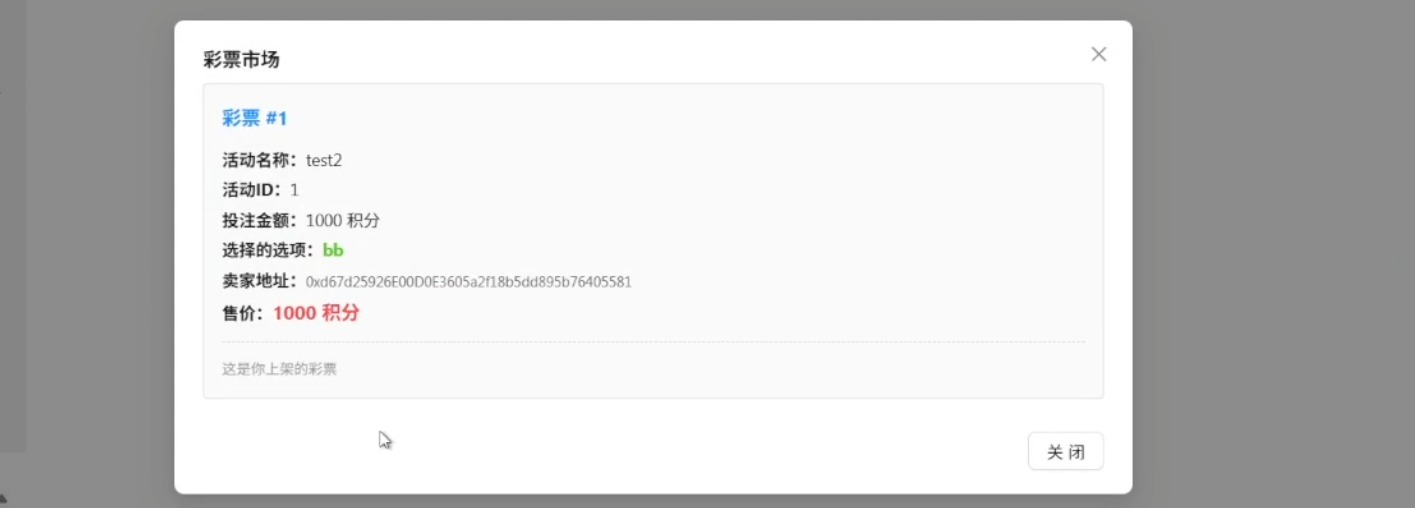 彩票市场
彩票 #1
活动名称：test2
活动ID：1
投注金额：1000 积分
选择的选项：bb
卖家地址：0xd67d25926E00D0E3605a2f18b5dd895b76405581
售价：1000 积分
这是你上架的彩票
关 闭